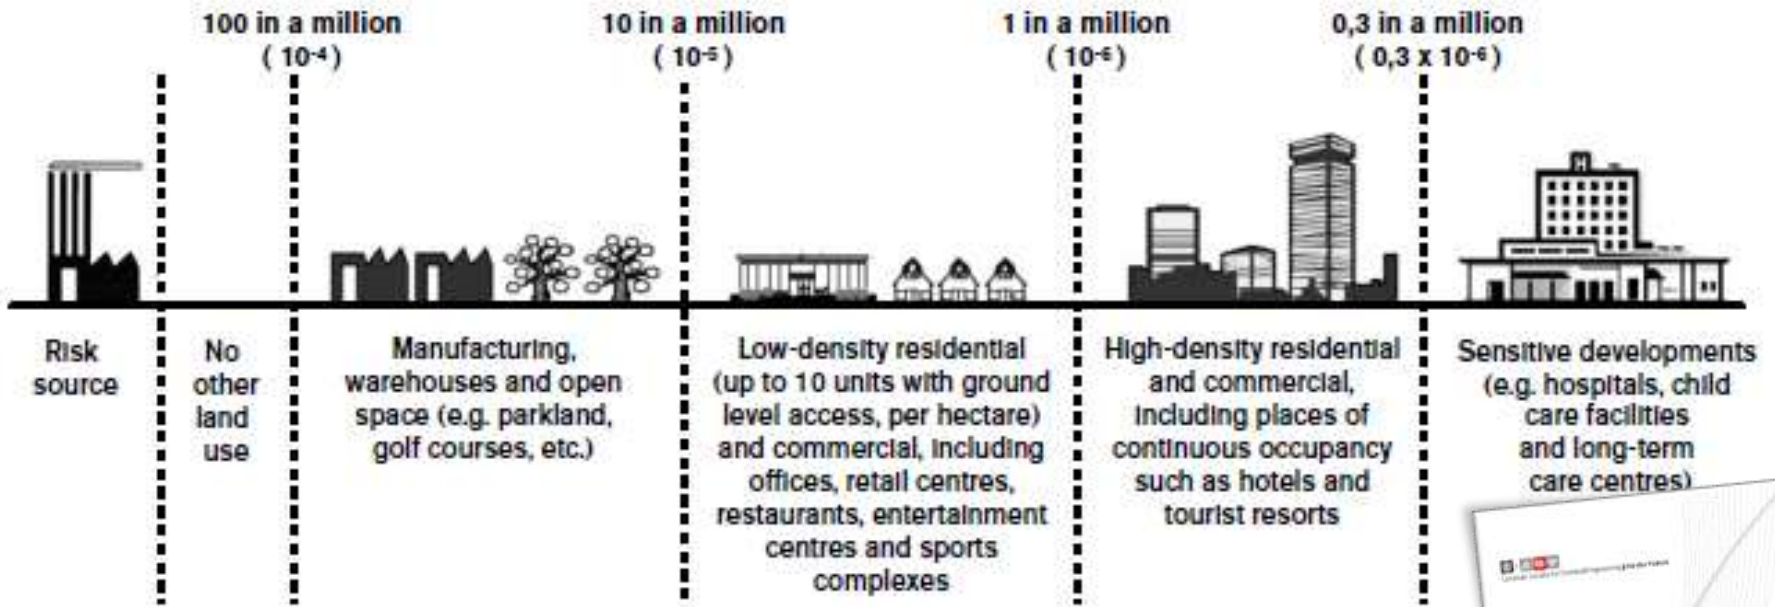 100 in a million
( 10⁻⁴ )
10 in a million
( 10⁻⁵ )
1 in a million
( 10⁻⁶ )
0,3 in a million
( 0,3 x 10⁻⁶ )
H
Risk
source
No
other
land
use
Manufacturing,
warehouses and open
space (e.g. parkland,
golf courses, etc.)
Low-density residential
(up to 10 units with ground
level access, per hectare)
and commercial, including
offices, retail centres,
restaurants, entertainment
centres and sports
complexes
High-density residential
and commercial,
including places of
continuous occupancy
such as hotels and
tourist resorts
Sensitive developments
(e.g. hospitals, child
care facilities
and long-term
care centres)